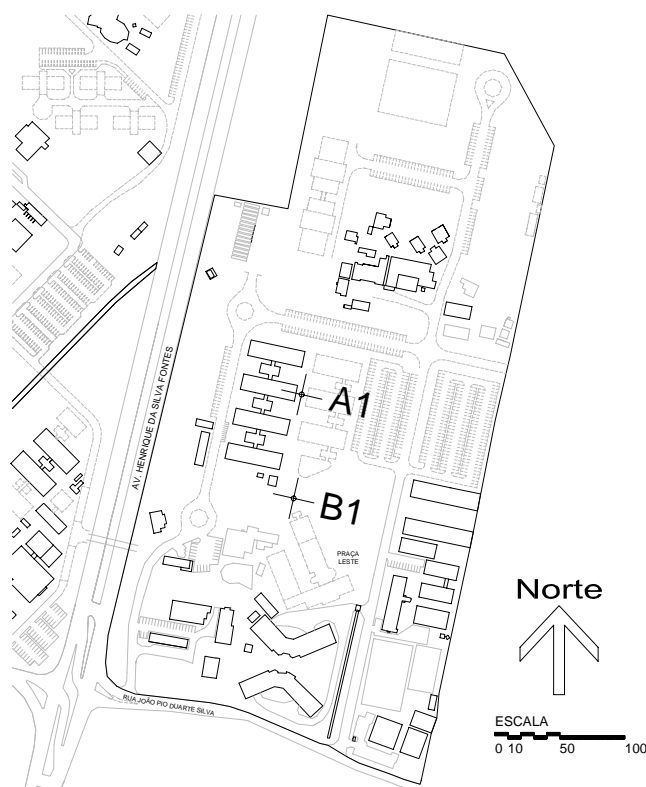 AV. HENRIQUE DA SILVA FONTES
A1
B1
PRAÇA
LESTE
RUA JOÃO PIO DUARTE SILVA
Norte
ESCALA
0 10 50 100